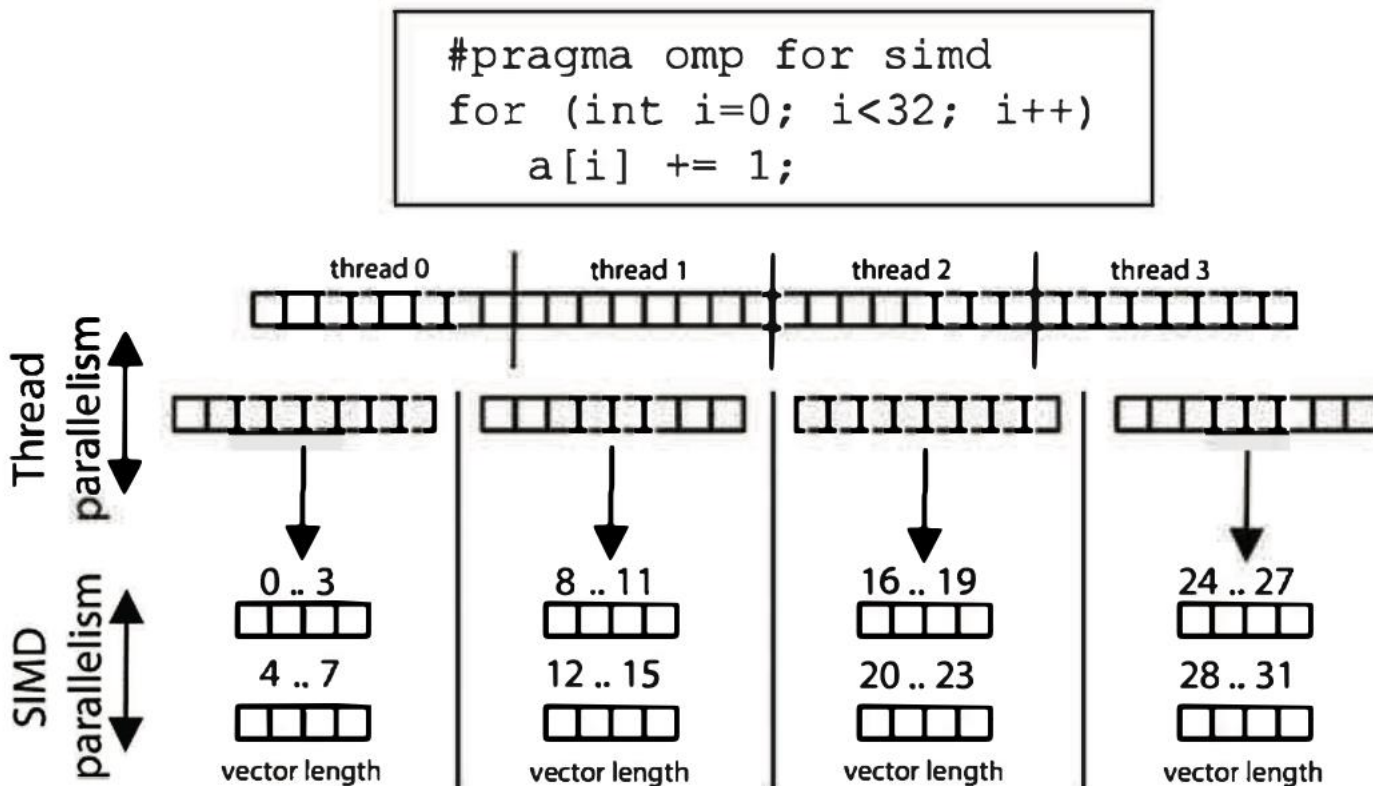 #pragma omp for simd
for (int i=0; i<32; i++)
a[i] += 1;
thread 0 thread 1 thread 2 thread 3
Thread
parallelism
0 .. 3 8 .. 11 16 .. 19 24 .. 27
SIMD
parallelism
4 .. 7 12 .. 15 20 .. 23 28 .. 31
vector length vector length vector length vector length